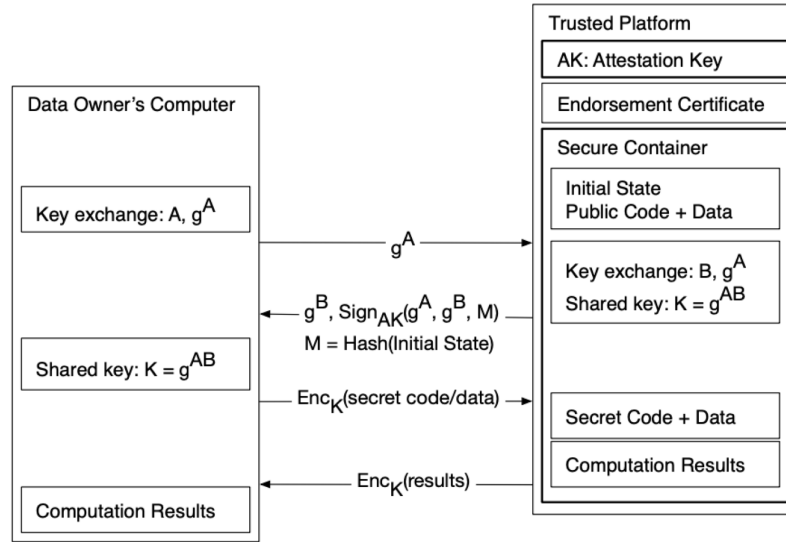 Trusted Platform
AK: Attestation Key
Endorsement Certificate
Data Owner's Computer
Secure Container
Initial State
Public Code + Data
Key exchange: A, g^A
g^A
Key exchange: B, g^A
Shared key: K = g^AB
g^B, Sign_AK(g^A, g^B, M)
M = Hash(Initial State)
Shared key: K = g^AB
Enc_K(secret code/data)
Secret Code + Data
Computation Results
Enc_K(results)
Computation Results